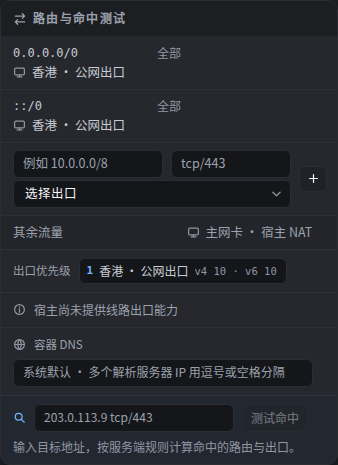 路由与命中测试
0.0.0.0/0 全部
香港 • 公网出口
::/0 全部
香港 • 公网出口
例如 10.0.0.0/8 tcp/443
选择出口
+
其余流量 主网卡 • 宿主 NAT
出口优先级 1 香港 • 公网出口 v4 10 · v6 10
宿主尚未提供线路出口能力
容器 DNS
系统默认 • 多个解析服务器 IP 用逗号或空格分隔
203.0.113.9 tcp/443 测试命中
输入目标地址，按服务端规则计算命中的路由与出口。